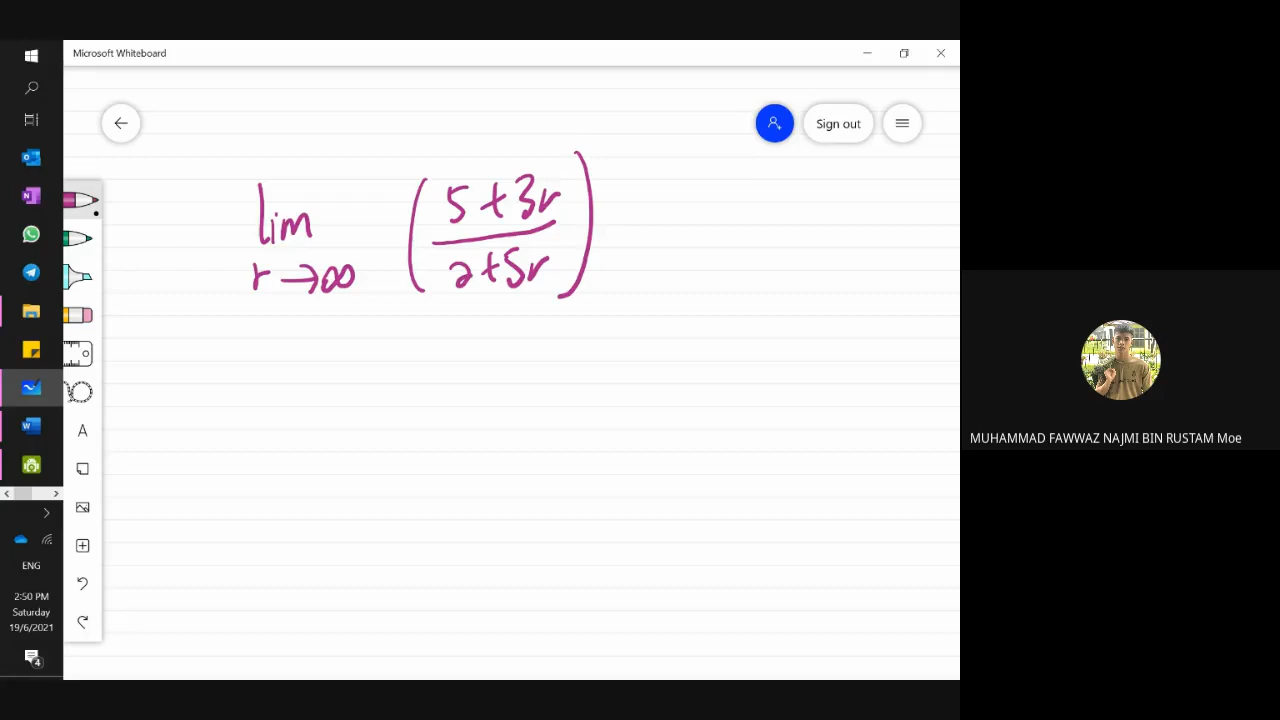 Microsoft Whiteboard
Sign out
lim
r → ∞
( 5 + 3r / 2 + 5r )
A
ENG
2:50 PM
Saturday
19/6/2021
4
MUHAMMAD FAWWAZ NAJMI BIN RUSTAM Moe